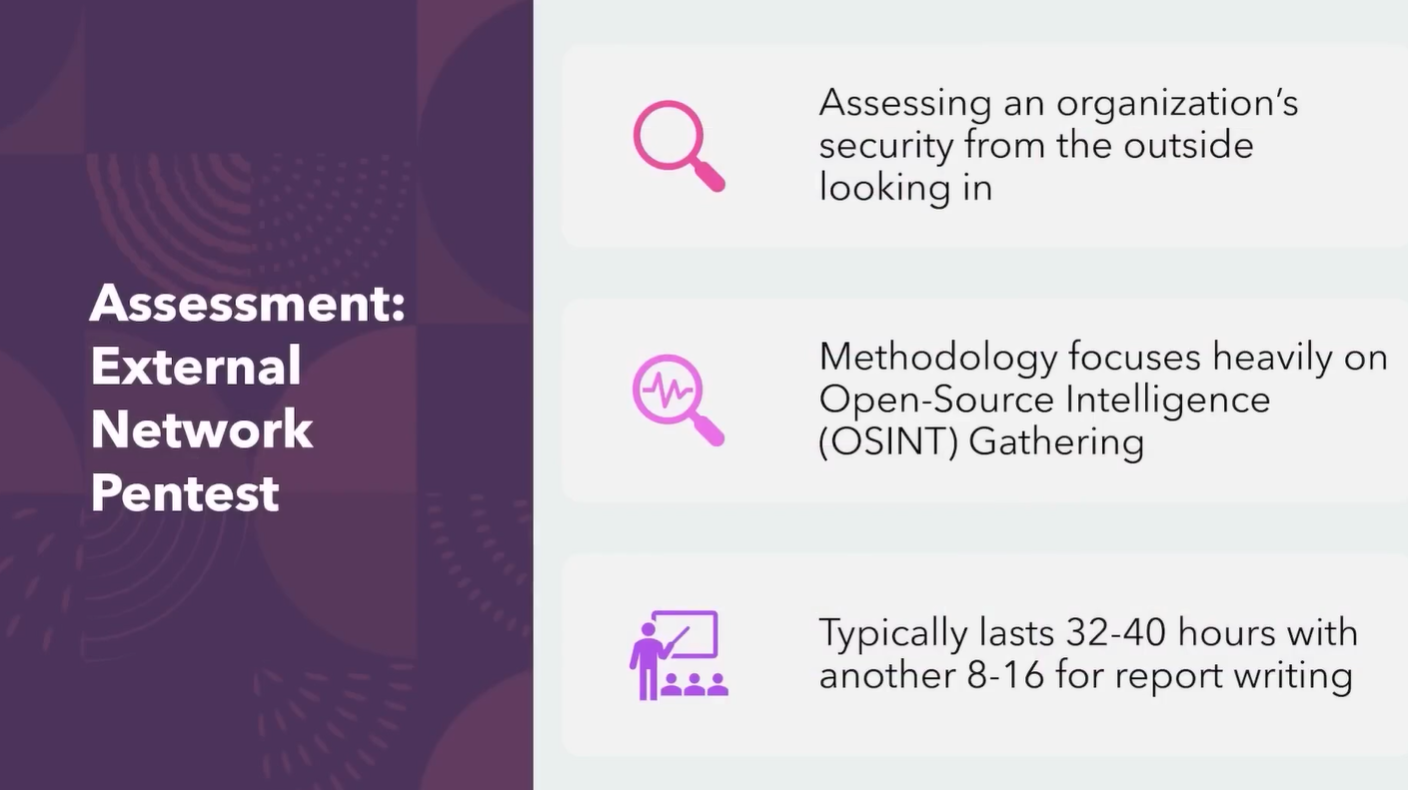 Assessment:
External
Network
Pentest
Assessing an organization’s
security from the outside
looking in
Methodology focuses heavily on
Open-Source Intelligence
(OSINT) Gathering
Typically lasts 32-40 hours with
another 8-16 for report writing